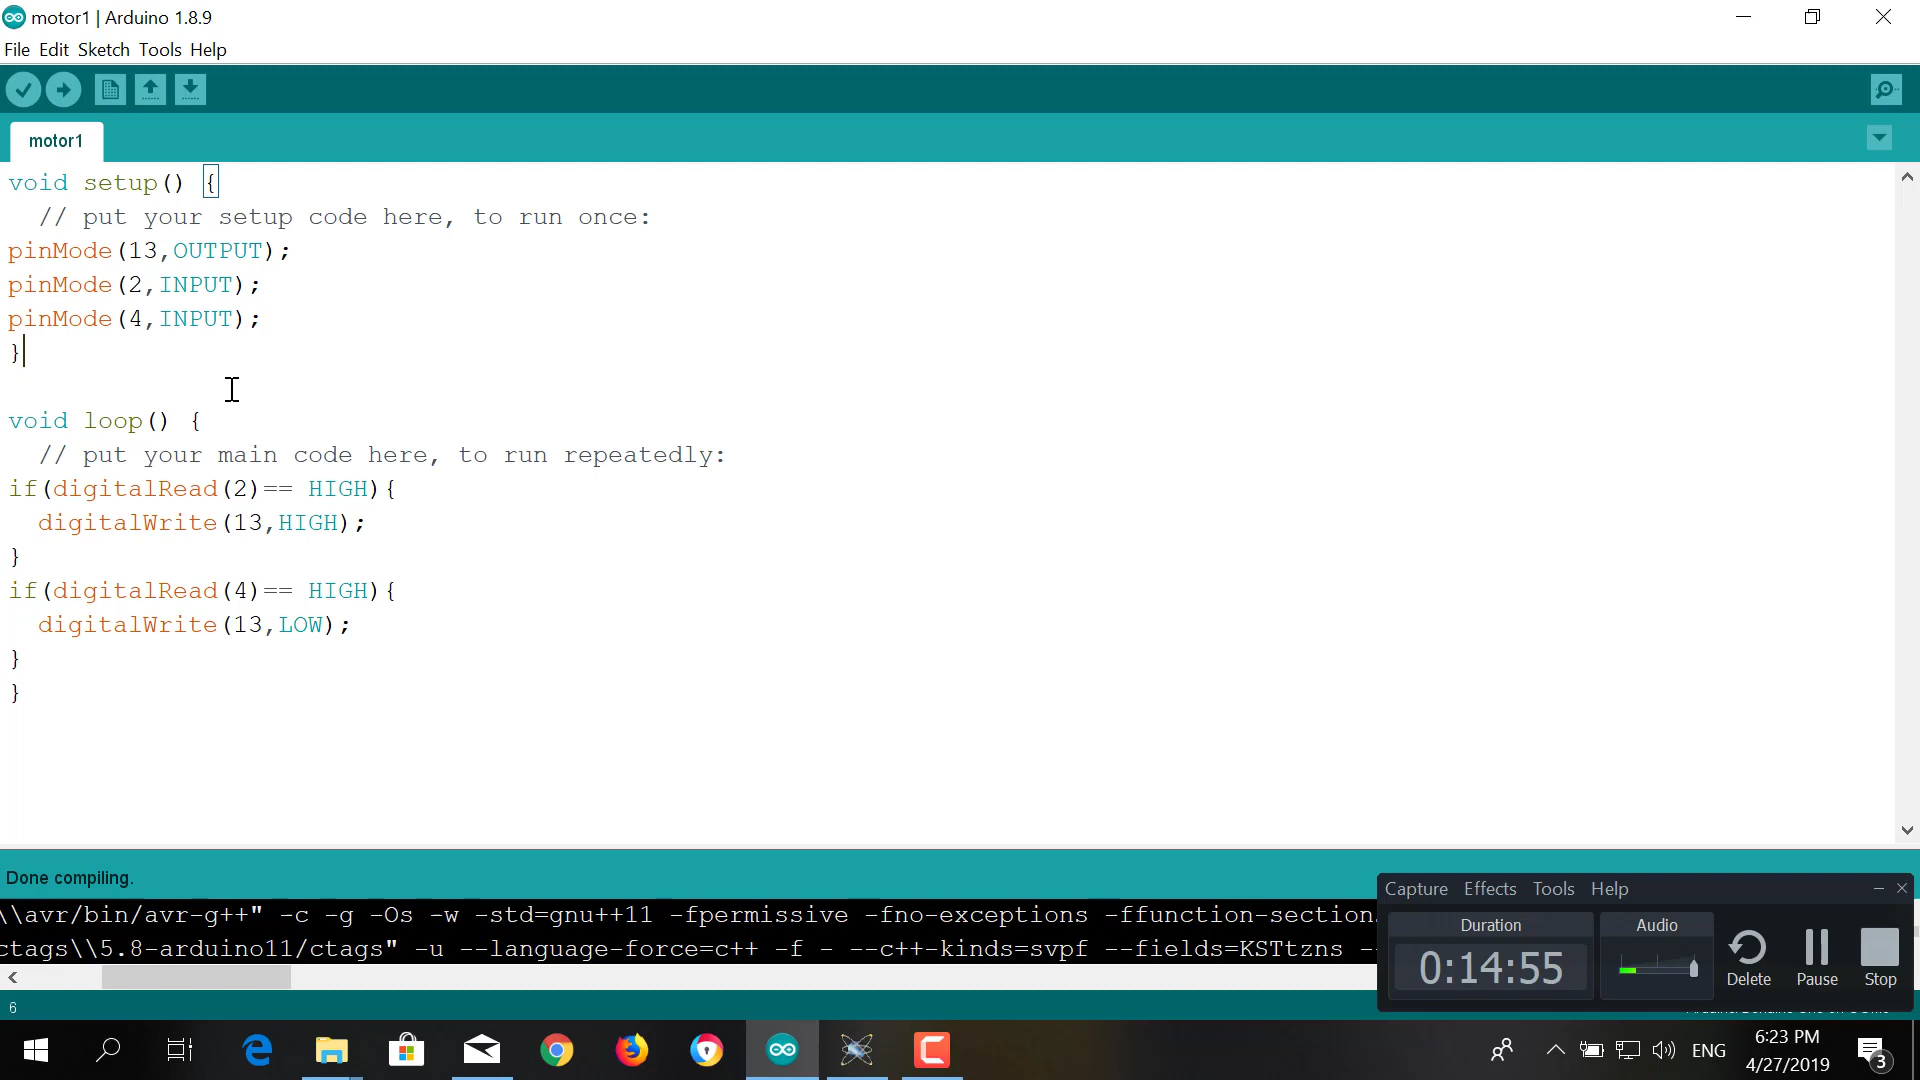 motor1 | Arduino 1.8.9
File Edit Sketch Tools Help
motor1
void setup() {
  // put your setup code here, to run once:
pinMode(13,OUTPUT);
pinMode(2,INPUT);
pinMode(4,INPUT);
}
void loop() {
  // put your main code here, to run repeatedly:
if(digitalRead(2)== HIGH){
  digitalWrite(13,HIGH);
}
if(digitalRead(4)== HIGH){
  digitalWrite(13,LOW);
}
}
Done compiling.
\\avr/bin/avr-g++" -c -g -Os -w -std=gnu++11 -fpermissive -fno-exceptions -ffunction-section
ctags\\5.8-arduino11/ctags" -u --language-force=c++ -f - --c++-kinds=svpf --fields=KSTtzns --
Capture Effects Tools Help
Duration
Audio
0:14:55
Delete Pause Stop
6
ENG
6:23 PM
4/27/2019
3